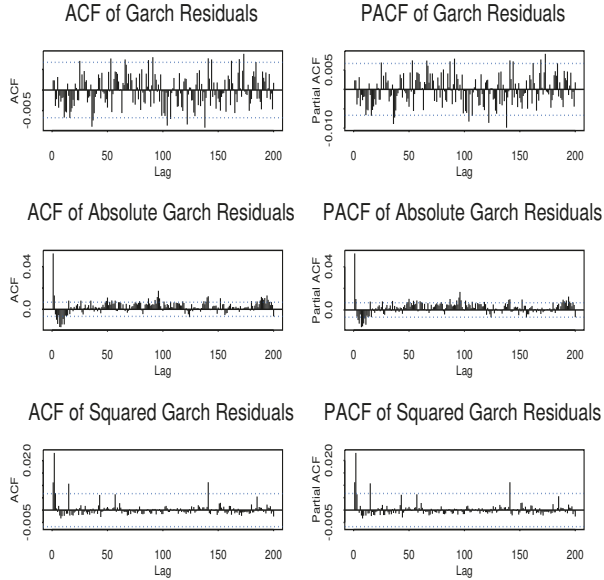 ACF of Garch Residuals
ACF
-0.005
0 50 100 150 200
Lag
PACF of Garch Residuals
Partial ACF
-0.010 0.005
0 50 100 150 200
Lag
ACF of Absolute Garch Residuals
ACF
0.0 0.04
0 50 100 150 200
Lag
PACF of Absolute Garch Residuals
Partial ACF
0.0 0.04
0 50 100 150 200
Lag
ACF of Squared Garch Residuals
ACF
-0.005 0.020
0 50 100 150 200
Lag
PACF of Squared Garch Residuals
Partial ACF
-0.005 0.020
0 50 100 150 200
Lag